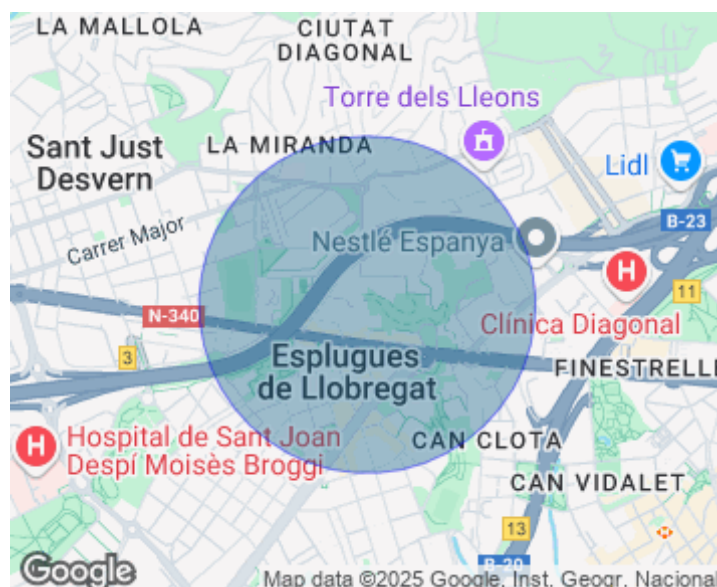 LA MALLOLA
CIUTAT
DIAGONAL
Torre dels Lleons
Sant Just
Desvern
LA MIRANDA
Lidl
Carrer Major
B-23
Nestlé Espanya
H
11
N-340
Clínica Diagonal
3
Esplugues
de Llobregat
FINESTRELLE
H
Hospital de Sant Joan
Despí Moisès Broggi
CAN CLOTA
CAN VIDALET
13
B-20
Google
Map data ©2025 Google, Inst. Geogr. Nacional